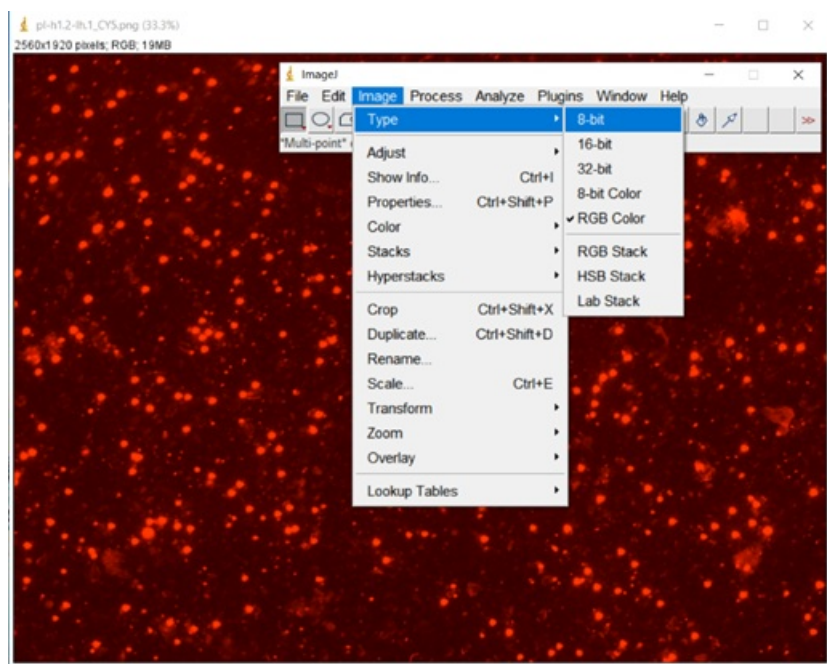 pl-h1.2-lh.1_CY5.png (33.3%)
2560x1920 pixels; RGB; 19MB
ImageJ
File Edit Image Process Analyze Plugins Window Help
"Multi-point"
Type
Adjust
Show Info... Ctrl+I
Properties... Ctrl+Shift+P
Color
Stacks
Hyperstacks
Crop Ctrl+Shift+X
Duplicate... Ctrl+Shift+D
Rename...
Scale... Ctrl+E
Transform
Zoom
Overlay
Lookup Tables
8-bit
16-bit
32-bit
8-bit Color
RGB Color
RGB Stack
HSB Stack
Lab Stack